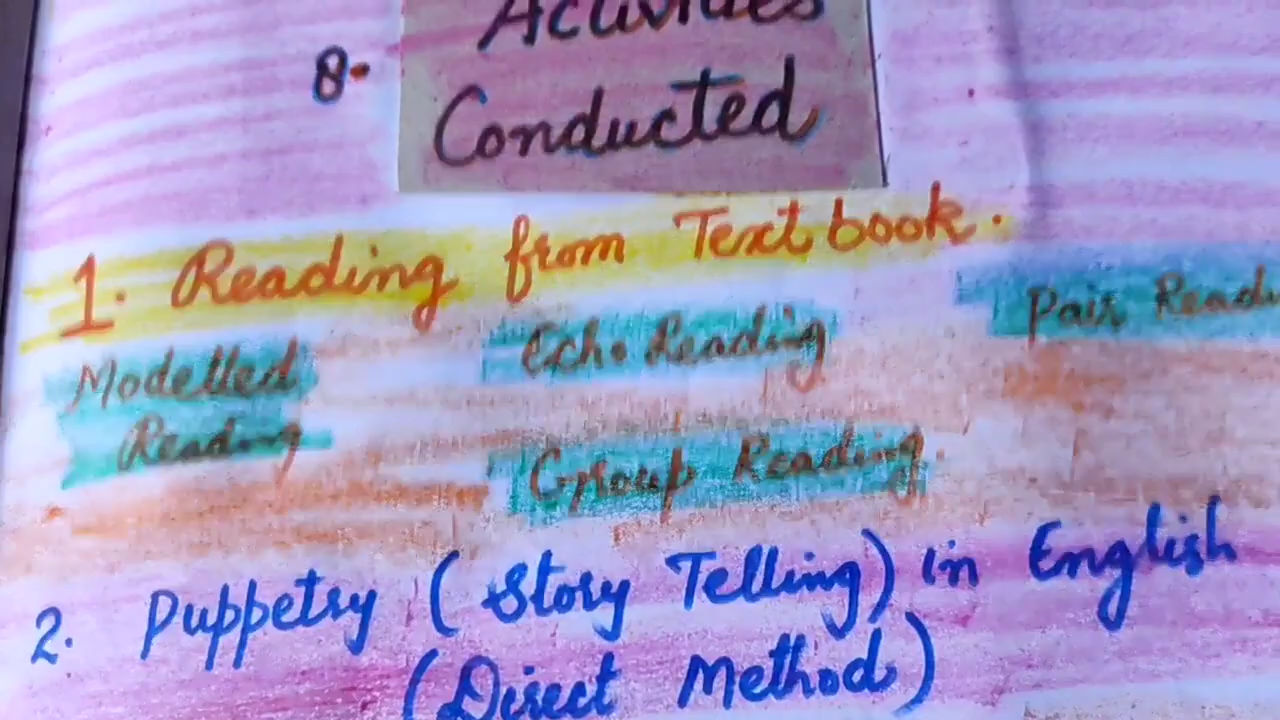 8. Activities
Conducted
1. Reading from Text book.
Modelled Echo Reading Pair Readi
Reading Group Reading.
2. Puppetry (Story Telling) in English
(Direct Method)